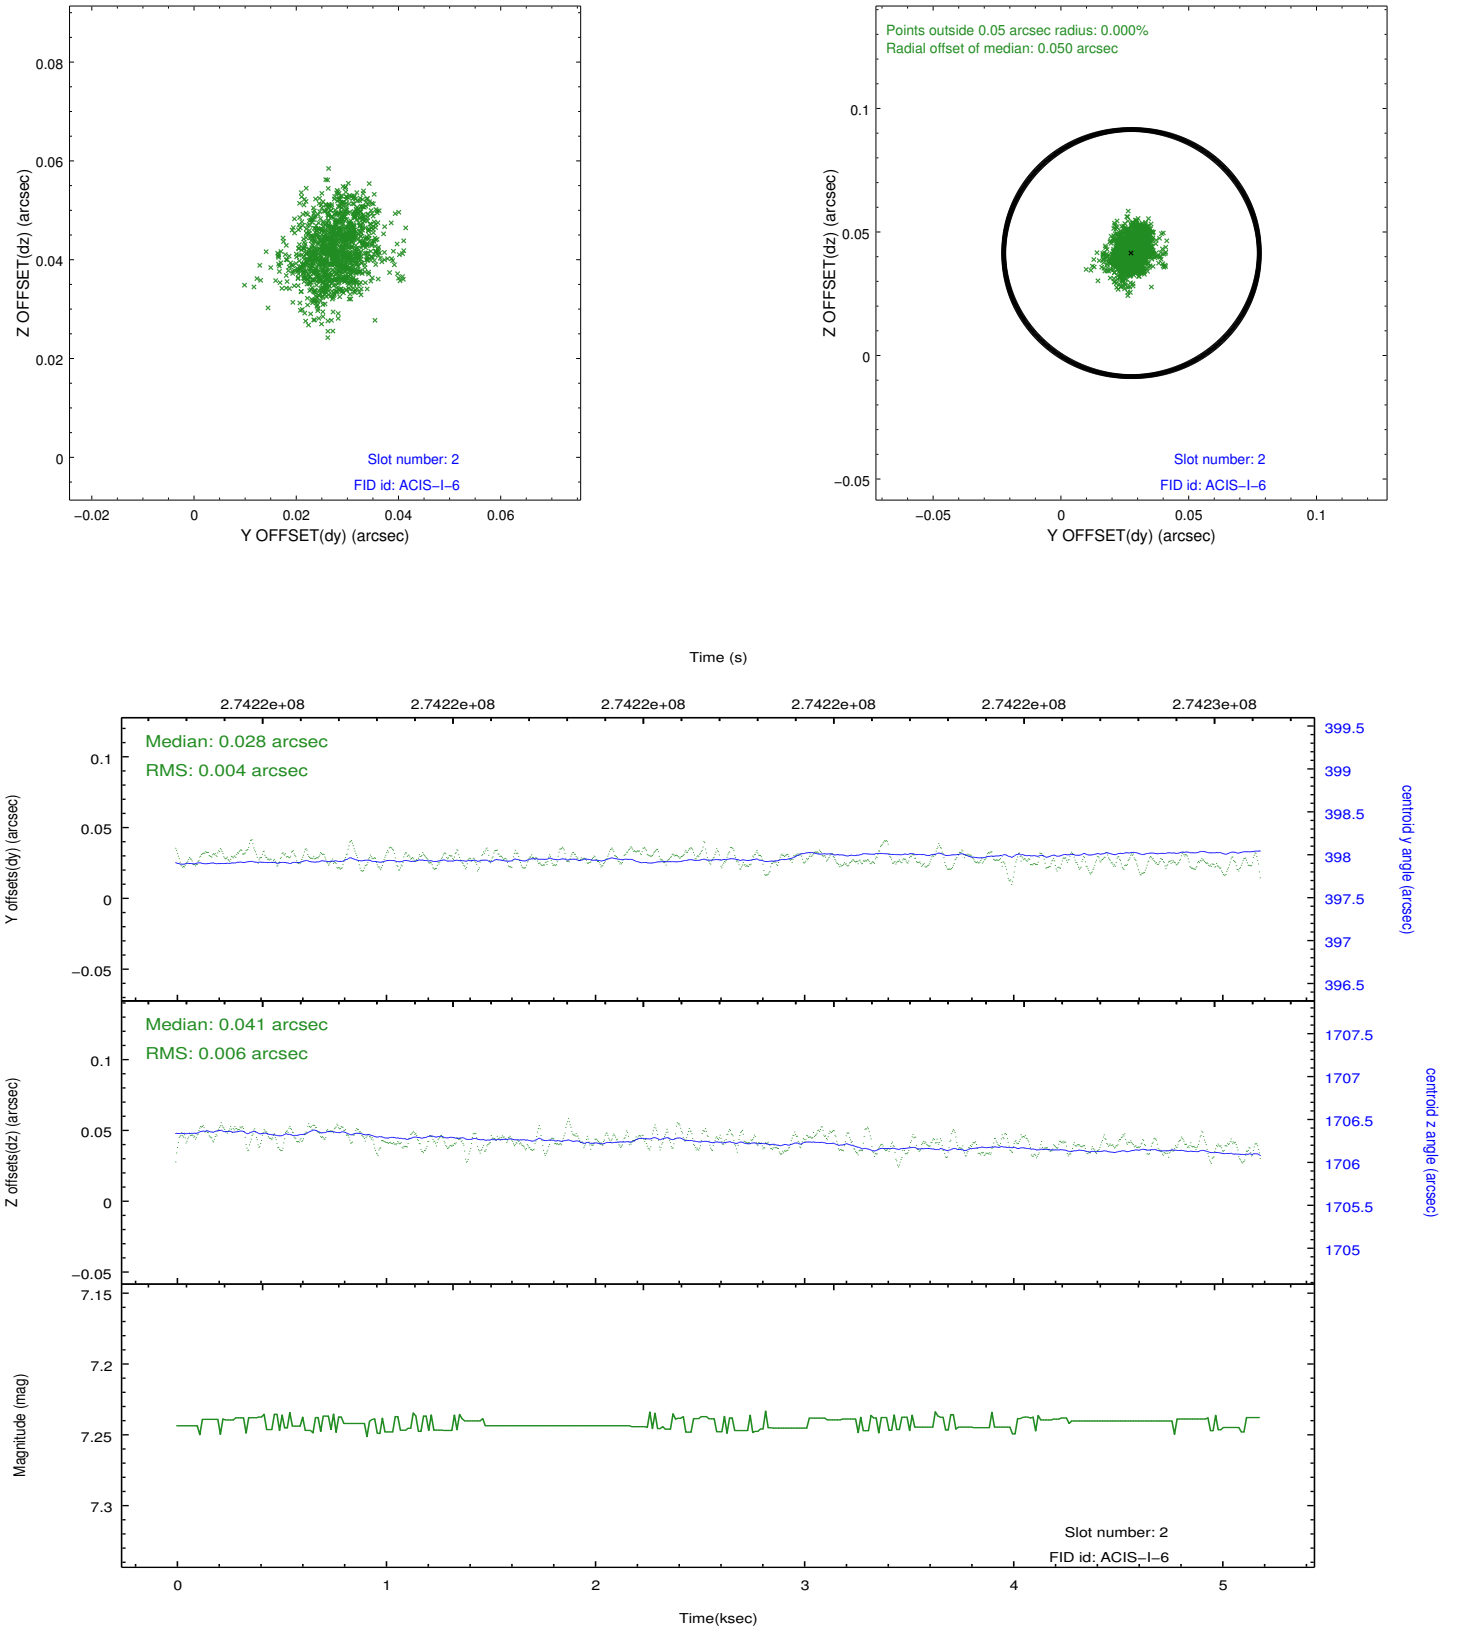 0.08
0.06
0.04
0.02
0
−0.02
0
0.02
0.04
0.06
Z OFFSET(dz) (arcsec)
Y OFFSET(dy) (arcsec)
Slot number: 2
FID id: ACIS−I−6
Points outside 0.05 arcsec radius: 0.000%
Radial offset of median: 0.050 arcsec
0.1
0.05
0
−0.05
−0.05
0
0.05
0.1
Z OFFSET(dz) (arcsec)
Y OFFSET(dy) (arcsec)
Slot number: 2
FID id: ACIS−I−6
Time (s)
2.7422e+08
2.7422e+08
2.7422e+08
2.7422e+08
2.7422e+08
2.7423e+08
Median: 0.028 arcsec
RMS: 0.004 arcsec
0.1
0.05
0
−0.05
Y offsets(dy) (arcsec)
399.5
399
398.5
398
397.5
397
396.5
centroid y angle (arcsec)
Median: 0.041 arcsec
RMS: 0.006 arcsec
0.1
0.05
0
−0.05
Z offsets(dz) (arcsec)
1707.5
1707
1706.5
1706
1705.5
1705
centroid z angle (arcsec)
7.15
7.2
7.25
7.3
Magnitude (mag)
Slot number: 2
FID id: ACIS−I−6
0
1
2
3
4
5
Time(ksec)